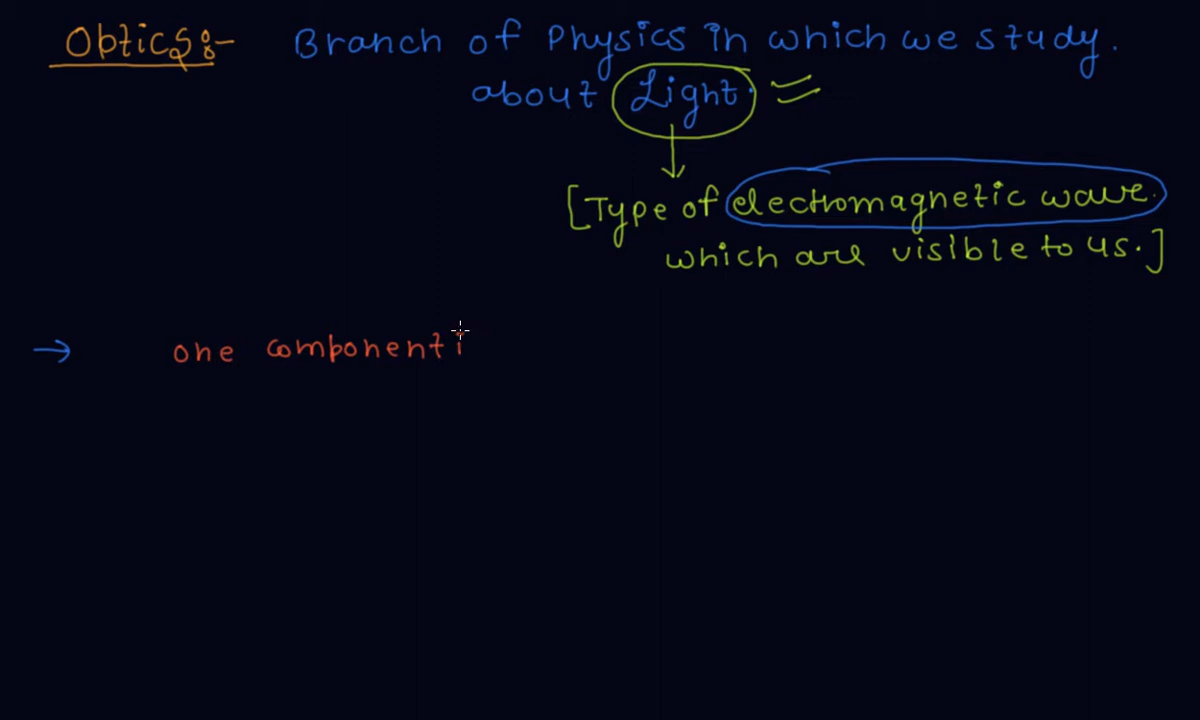 Optics:- Branch of Physics in which we study.
about Light.
[Type of electromagnetic wave.
which are visible to us.]
→ one component i